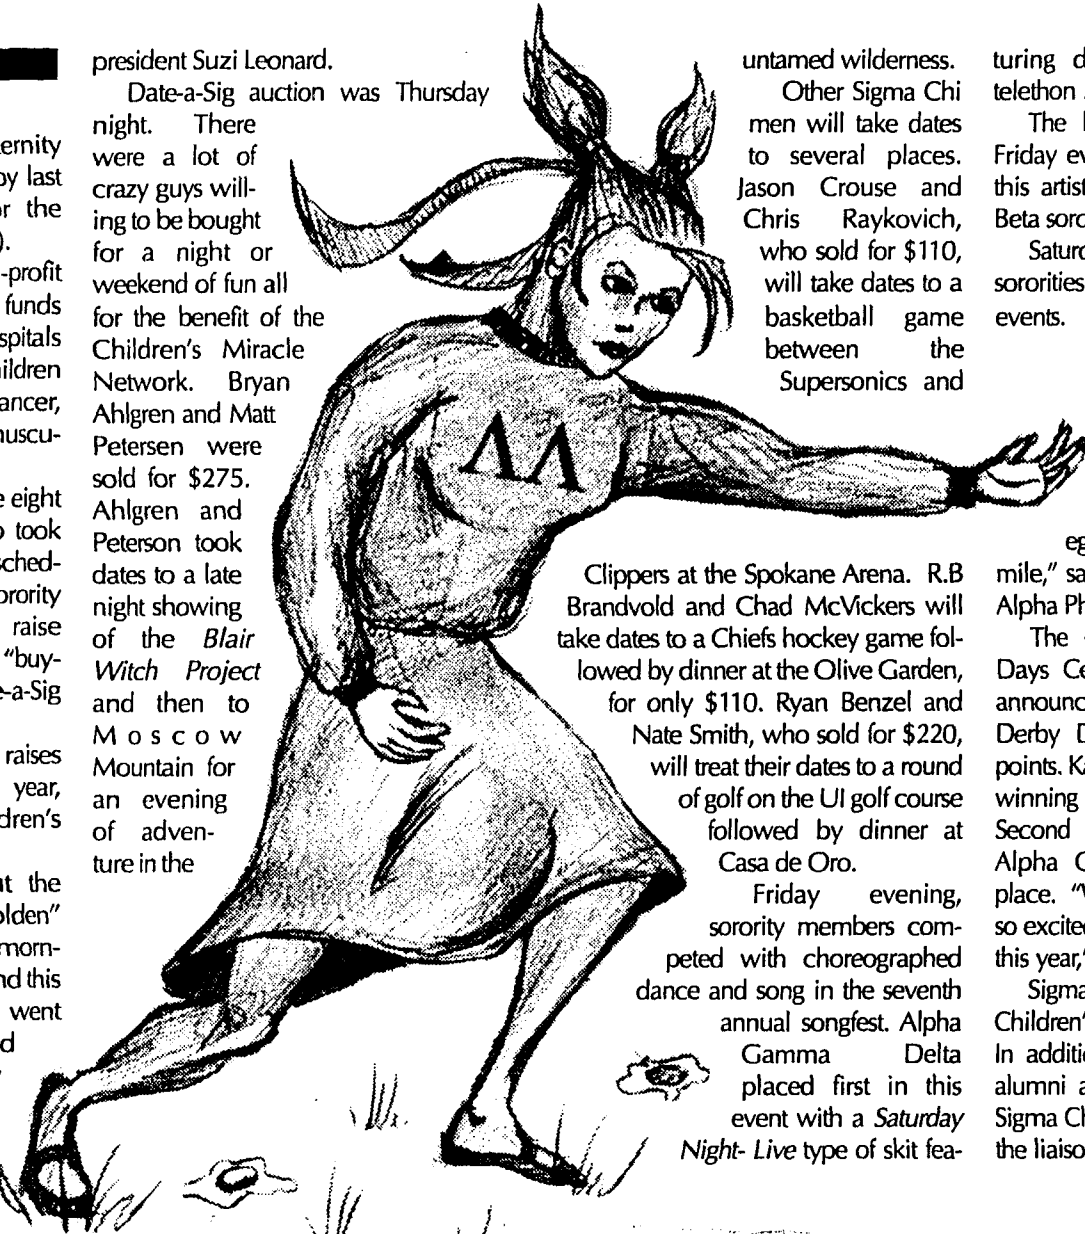 ernity
by last
or the
).
-profit
funds
spitals
ildren
ancer,
nuscu-
e eight
o took
sched-
orority
raise
"buy-
e-a-Sig
raises
year,
dren's
at the
olden"
morn-
nd this
went
d
president Suzi Leonard.
Date-a-Sig auction was Thursday
night. There
were a lot of
crazy guys will-
ing to be bought
for a night or
weekend of fun all
for the benefit of the
Children's Miracle
Network. Bryan
Ahlgren and Matt
Petersen were
sold for $275.
Ahlgren and
Peterson took
dates to a late
night showing
of the Blair
Witch Project
and then to
Moscow
Mountain for
an evening
of adven-
ture in the
ΛΛ
untamed wilderness.
Other Sigma Chi
men will take dates
to several places.
Jason Crouse and
Chris Raykovich,
who sold for $110,
will take dates to a
basketball game
between the
Supersonics and
Clippers at the Spokane Arena. R.B
Brandvold and Chad McVickers will
take dates to a Chiefs hockey game fol-
lowed by dinner at the Olive Garden,
for only $110. Ryan Benzel and
Nate Smith, who sold for $220,
will treat their dates to a round
of golf on the UI golf course
followed by dinner at
Casa de Oro.
Friday evening,
sorority members com-
peted with choreographed
dance and song in the seventh
annual songfest. Alpha
Gamma Delta
placed first in this
event with a Saturday
Night- Live type of skit fea-
turing d
telethon
The
Friday ev
this artist
Beta soro
Saturd
sororities
events.
eg
mile," sa
Alpha Ph
The
Days Ce
announc
Derby D
points. Ka
winning
Second
Alpha G
place. "V
so excited
this year,"
Sigma
Children'
In additi
alumni a
Sigma Ch
the liaiso